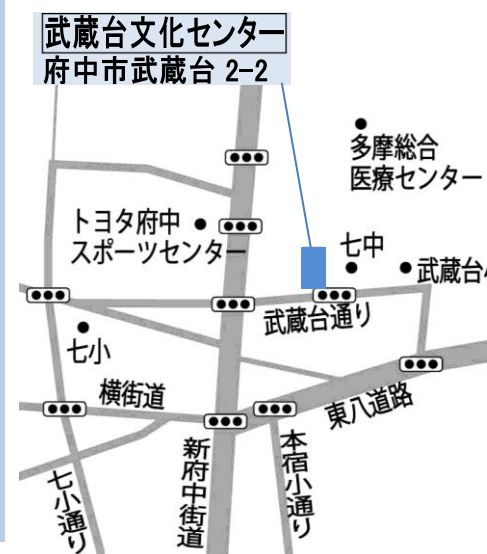 武蔵台文化センター
府中市武蔵台 2-2
多摩総合
医療センター
トヨタ府中
スポーツセンター
七中
武蔵台小
武蔵台通り
七小
横街道
東八道路
新府中街道
本宿小通り
七小通り